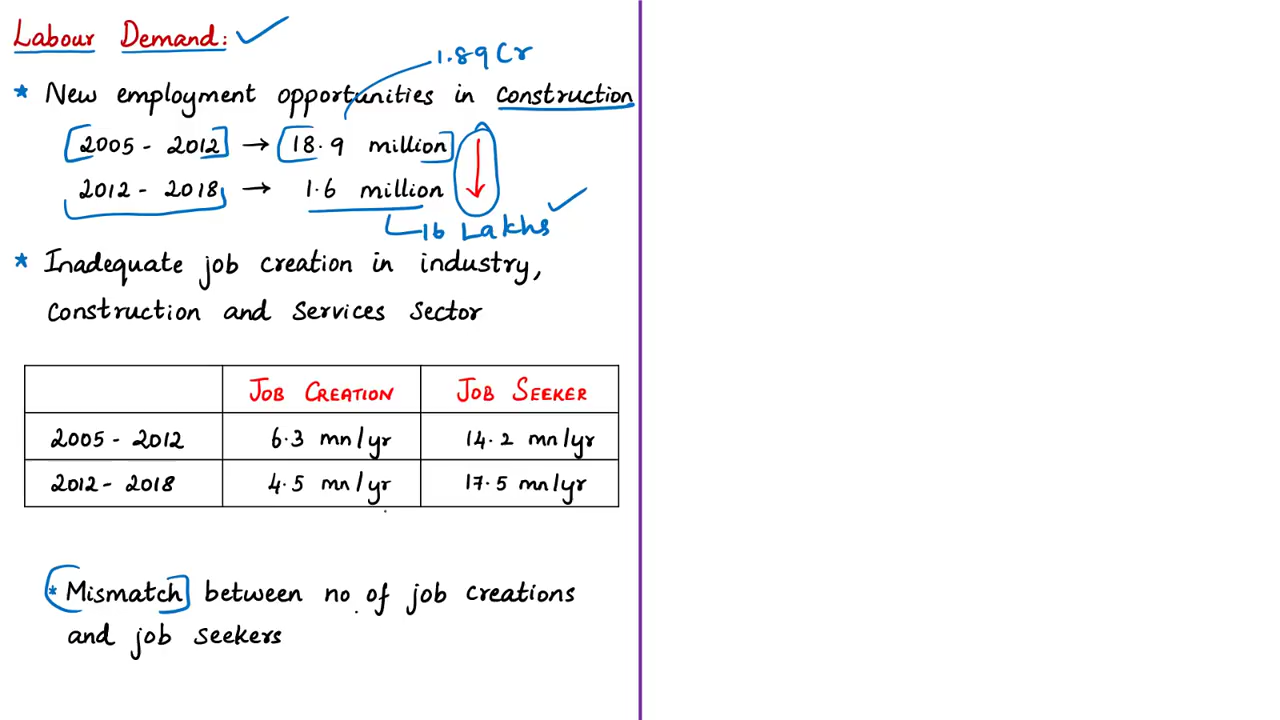 Labour Demand:
1.89 Cr
* New employment opportunities in construction
2005 - 2012 → 18.9 million
2012 - 2018 → 1.6 million
16 Lakhs
* Inadequate job creation in industry,
construction and services sector
JOB CREATION JOB SEEKER
2005 - 2012 6.3 mn/yr 14.2 mn/yr
2012 - 2018 4.5 mn/yr 17.5 mn/yr
* Mismatch between no. of job creations
and job seekers